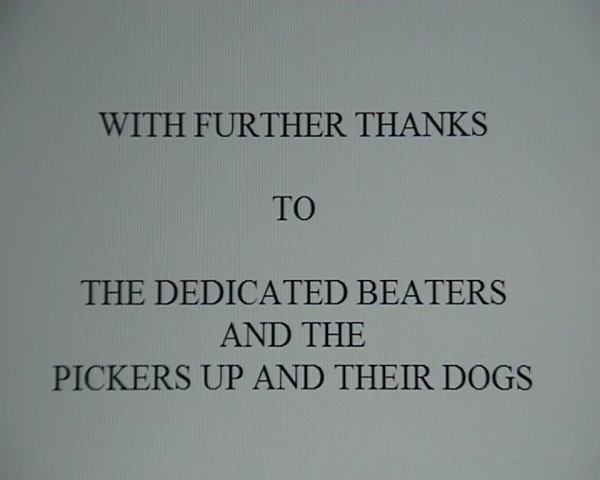 WITH FURTHER THANKS
TO
THE DEDICATED BEATERS
AND THE
PICKERS UP AND THEIR DOGS